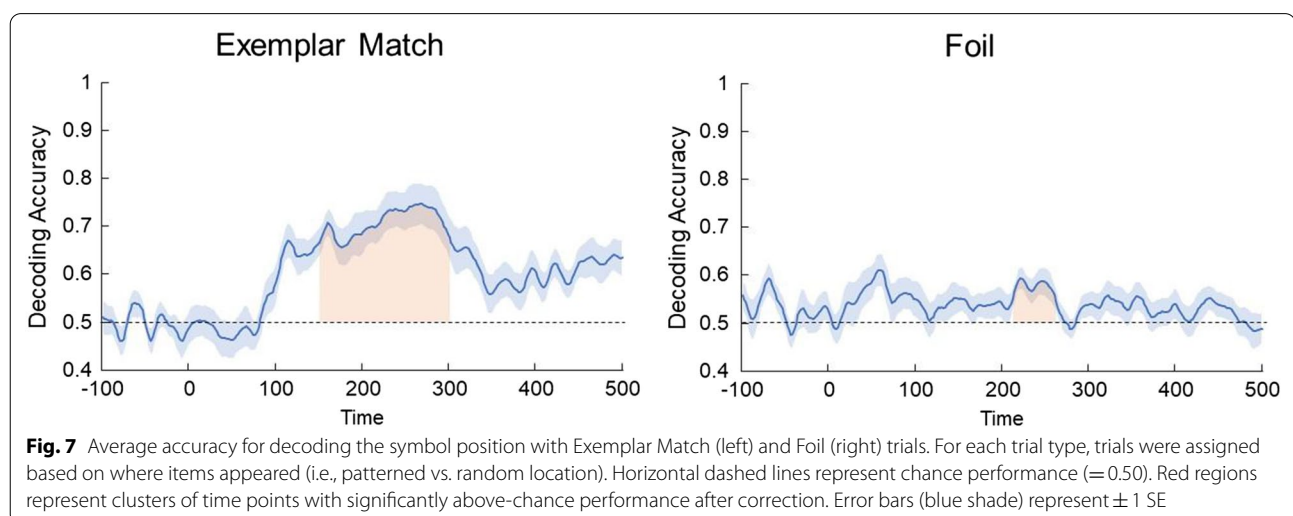 Exemplar Match
1
0.9
0.8
0.7
0.6
0.5
0.4
Decoding Accuracy
-100 0 100 200 300 400 500
Time
Foil
1
0.9
0.8
0.7
0.6
0.5
0.4
Decoding Accuracy
-100 0 100 200 300 400 500
Time
Fig. 7 Average accuracy for decoding the symbol position with Exemplar Match (left) and Foil (right) trials. For each trial type, trials were assigned
based on where items appeared (i.e., patterned vs. random location). Horizontal dashed lines represent chance performance (= 0.50). Red regions
represent clusters of time points with significantly above-chance performance after correction. Error bars (blue shade) represent ± 1 SE